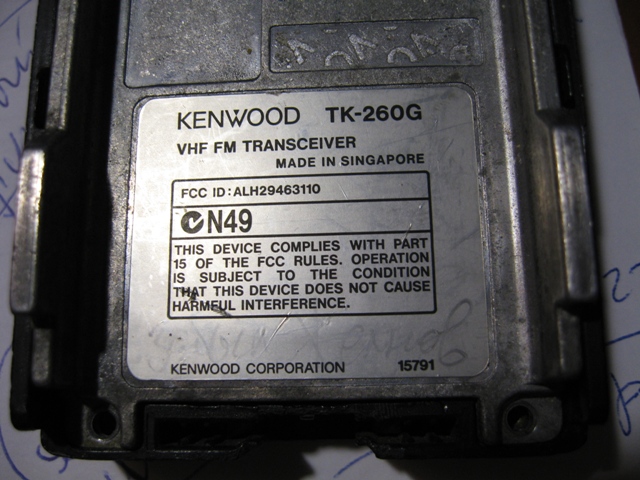 KENWOOD TK-260G
VHF FM TRANSCEIVER
MADE IN SINGAPORE
FCC ID:ALH29463110
N49
THIS DEVICE COMPLIES WITH PART
15 OF THE FCC RULES. OPERATION
IS SUBJECT TO THE CONDITION
THAT THIS DEVICE DOES NOT CAUSE
HARMFUL INTERFERENCE.
KENWOOD CORPORATION 15791